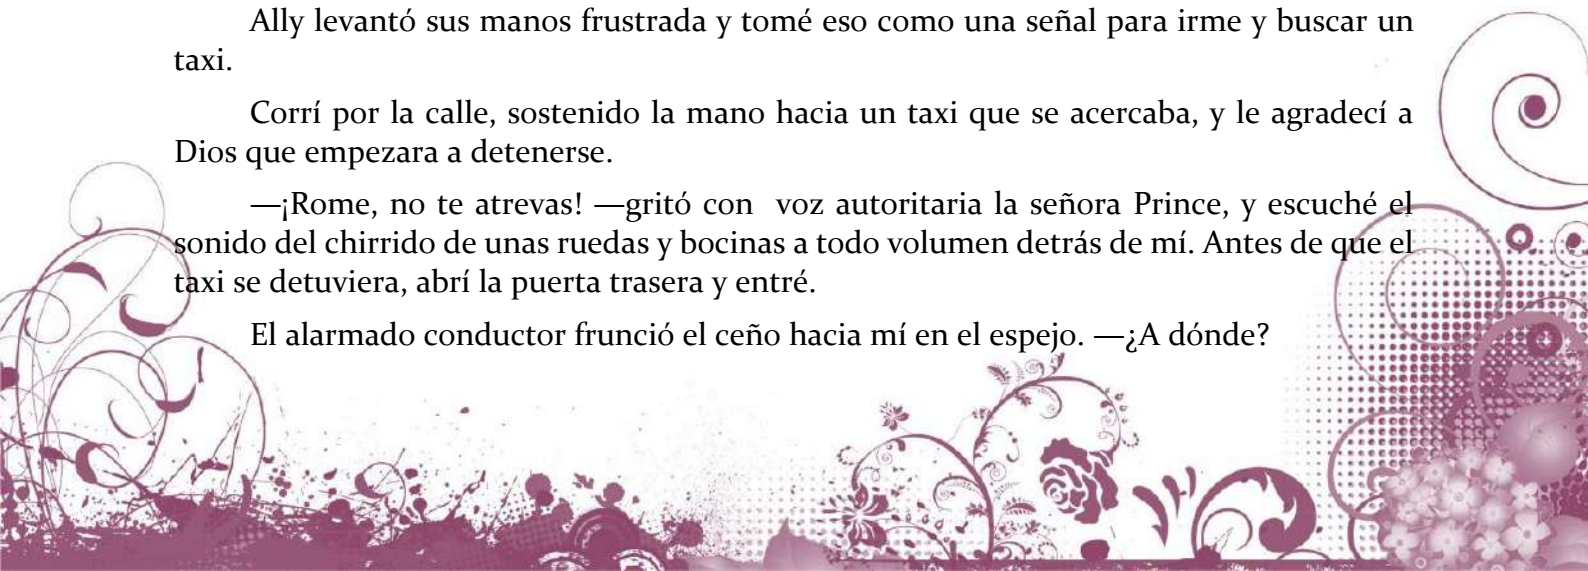 Ally levantó sus manos frustrada y tomé eso como una señal para irme y buscar un
taxi.
Corrí por la calle, sostenido la mano hacia un taxi que se acercaba, y le agradecí a
Dios que empezara a detenerse.
—¡Rome, no te atrevas! —gritó con voz autoritaria la señora Prince, y escuché el
sonido del chirrido de unas ruedas y bocinas a todo volumen detrás de mí. Antes de que el
taxi se detuviera, abrí la puerta trasera y entré.
El alarmado conductor frunció el ceño hacia mí en el espejo. —¿A dónde?